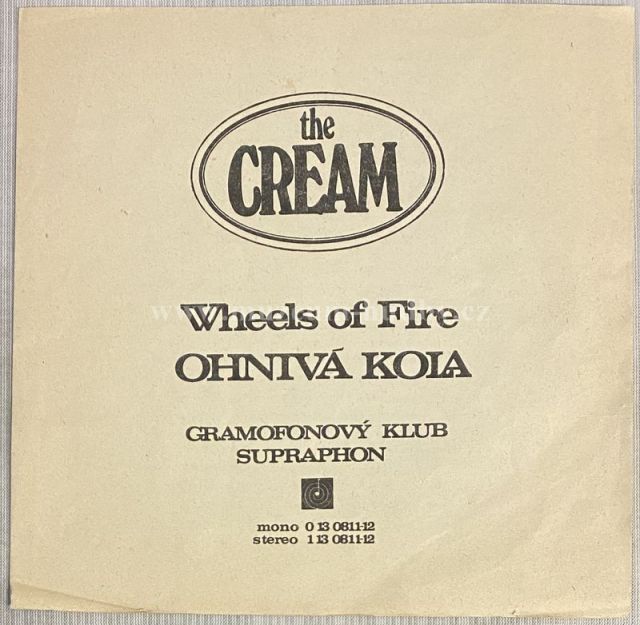 the
CREAM
Wheels of Fire
OHNIVÁ KOLA
GRAMOFONOVÝ KLUB
SUPRAPHON
mono 0 13 0811-12
stereo 1 13 0811-12